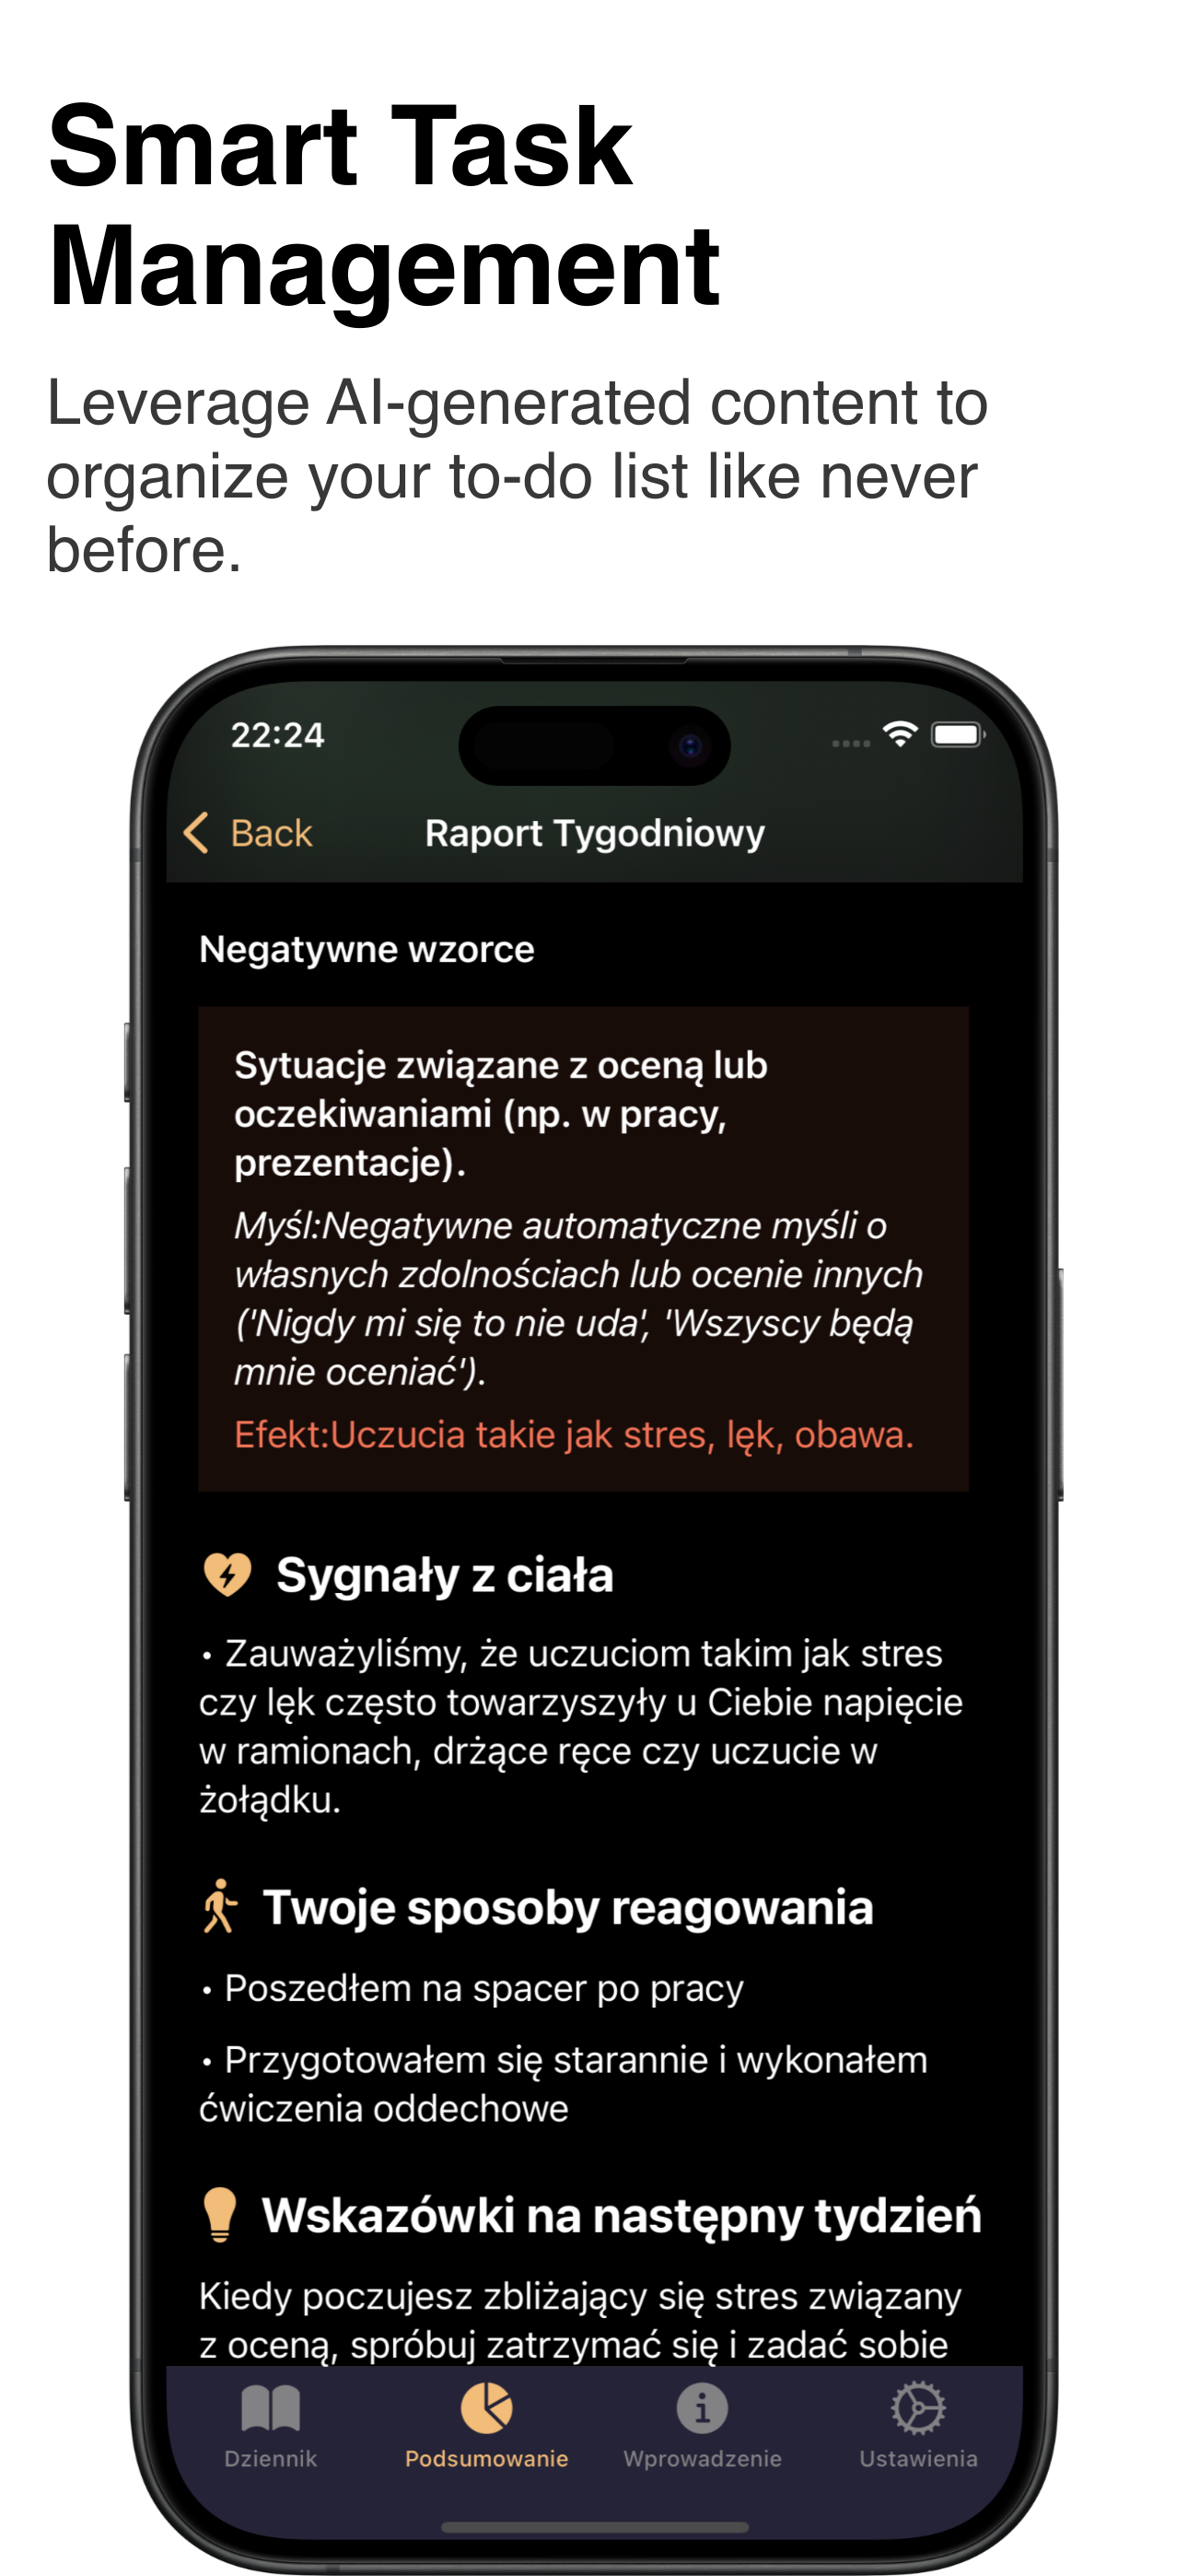 Smart Task
Management
Leverage AI-generated content to
organize your to-do list like never
before.
22:24
Back
Raport Tygodniowy
Negatywne wzorce
Sytuacje związane z oceną lub
oczekiwaniami (np. w pracy,
prezentacje).
Myśl:Negatywne automatyczne myśli o
własnych zdolnościach lub ocenie innych
('Nigdy mi się to nie uda', 'Wszyscy będą
mnie oceniać').
Efekt:Uczucia takie jak stres, lęk, obawa.
Sygnały z ciała
• Zauważyliśmy, że uczuciom takim jak stres
czy lęk często towarzyszyły u Ciebie napięcie
w ramionach, drżące ręce czy uczucie w
żołądku.
Twoje sposoby reagowania
• Poszedłem na spacer po pracy
• Przygotowałem się starannie i wykonałem
ćwiczenia oddechowe
Wskazówki na następny tydzień
Kiedy poczujesz zbliżający się stres związany
z oceną, spróbuj zatrzymać się i zadać sobie
Dziennik
Podsumowanie
Wprowadzenie
Ustawienia